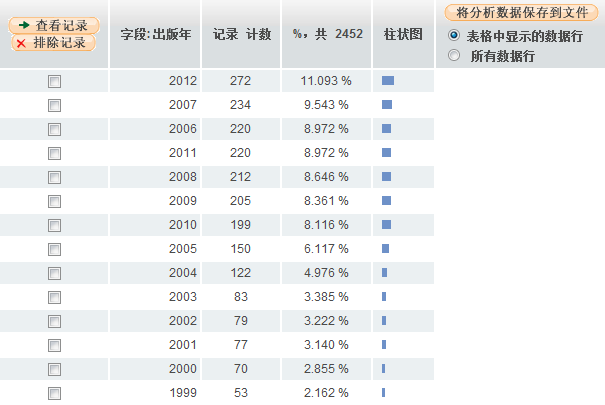 查看记录
排除记录
字段:出版年
记录 计数
%，共 2452
柱状图
将分析数据保存到文件
表格中显示的数据行
所有数据行
2012 272 11.093 %
2007 234 9.543 %
2006 220 8.972 %
2011 220 8.972 %
2008 212 8.646 %
2009 205 8.361 %
2010 199 8.116 %
2005 150 6.117 %
2004 122 4.976 %
2003 83 3.385 %
2002 79 3.222 %
2001 77 3.140 %
2000 70 2.855 %
1999 53 2.162 %